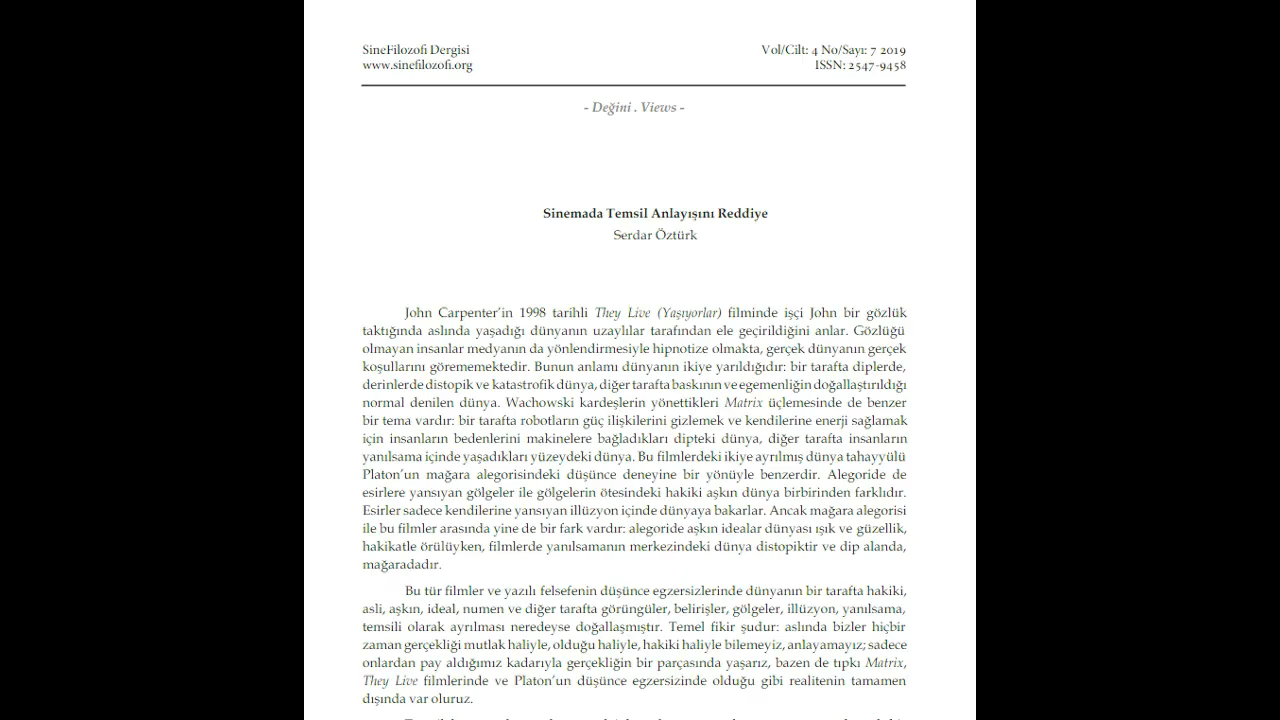 SineFilozofi Dergisi
Vol/Cilt: 4 No/Sayı: 7 2019
www.sinefilozofi.org
ISSN: 2547-9458
- Değini . Views -
Sinemada Temsil Anlayışını Reddiye
Serdar Öztürk
John Carpenter'in 1998 tarihli They Live (Yaşıyorlar) filminde işçi John bir gözlük
taktığında aslında yaşadığı dünyanın uzaylılar tarafından ele geçirildiğini anlar. Gözlüğü
olmayan insanlar medyanın da yönlendirmesiyle hipnotize olmakta, gerçek dünyanın gerçek
koşullarını görememektedir. Bunun anlamı dünyanın ikiye yarıldığıdır: bir tarafta diplerde,
derinlerde distopik ve katastrofik dünya, diğer tarafta baskının ve egemenliğin doğallaştırıldığı
normal denilen dünya. Wachowski kardeşlerin yönettikleri Matrix üçlemesinde de benzer
bir tema vardır: bir tarafta robotların güç ilişkilerini gizlemek ve kendilerine enerji sağlamak
için insanların bedenlerini makinelere bağladıkları dipteki dünya, diğer tarafta insanların
yanılsama içinde yaşadıkları yüzeydeki dünya. Bu filmlerdeki ikiye ayrılmış dünya tahayyülü
Platon'un mağara alegorisindeki düşünce deneyine bir yönüyle benzerdir. Alegoride de
esirlere yansıyan gölgeler ile gölgelerin ötesindeki hakiki aşkın dünya birbirinden farklıdır.
Esirler sadece kendilerine yansıyan illüzyon içinde dünyaya bakarlar. Ancak mağara alegorisi
ile bu filmler arasında yine de bir fark vardır: alegoride aşkın idealar dünyası ışık ve güzellik,
hakikatle örülüyken, filmlerde yanılsamanın merkezindeki dünya distopiktir ve dip alanda,
mağaradadır.
Bu tür filmler ve yazılı felsefenin düşünce egzersizlerinde dünyanın bir tarafta hakiki,
asli, aşkın, ideal, numen ve diğer tarafta görüngüler, belirişler, gölgeler, illüzyon, yanılsama,
temsili olarak ayrılması neredeyse doğallaşmıştır. Temel fikir şudur: aslında bizler hiçbir
zaman gerçekliği mutlak haliyle, olduğu haliyle, hakiki haliyle bilemeyiz, anlayamayız; sadece
onlardan pay aldığımız kadarıyla gerçekliğin bir parçasında yaşarız, bazen de tıpkı Matrix,
They Live filmlerinde ve Platon'un düşünce egzersizinde olduğu gibi realitenin tamamen
dışında var oluruz.